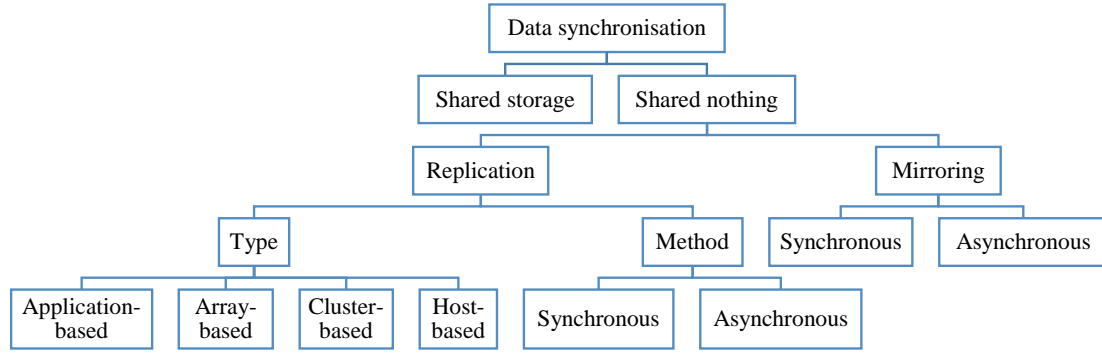 Data synchronisation
Shared storage
Shared nothing
Replication
Mirroring
Type
Method
Synchronous
Asynchronous
Application-
based
Array-
based
Cluster-
based
Host-
based
Synchronous
Asynchronous